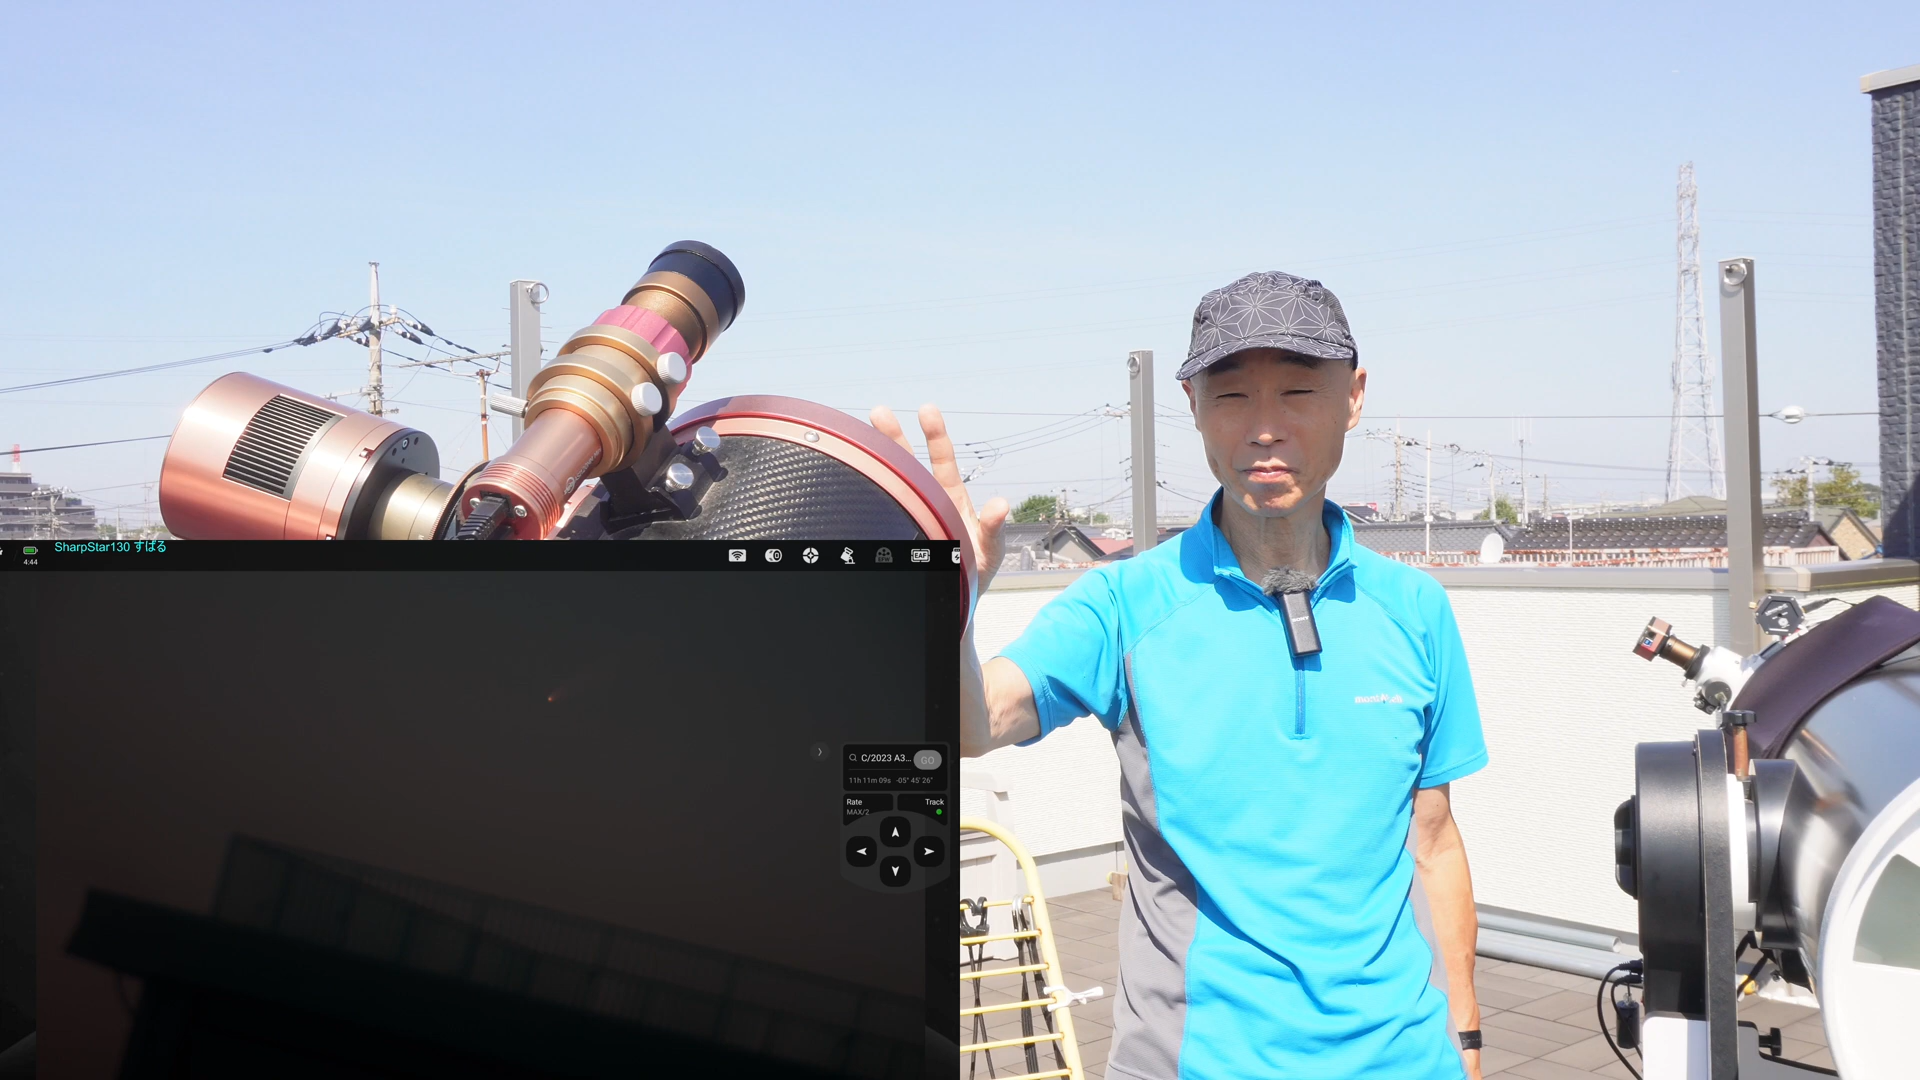 SharpStar130 すばる
4:44
EAF
C/2023 A3...
GO
11h 11m 09s -05° 45' 26"
Rate
Track
MAX/2
SONY